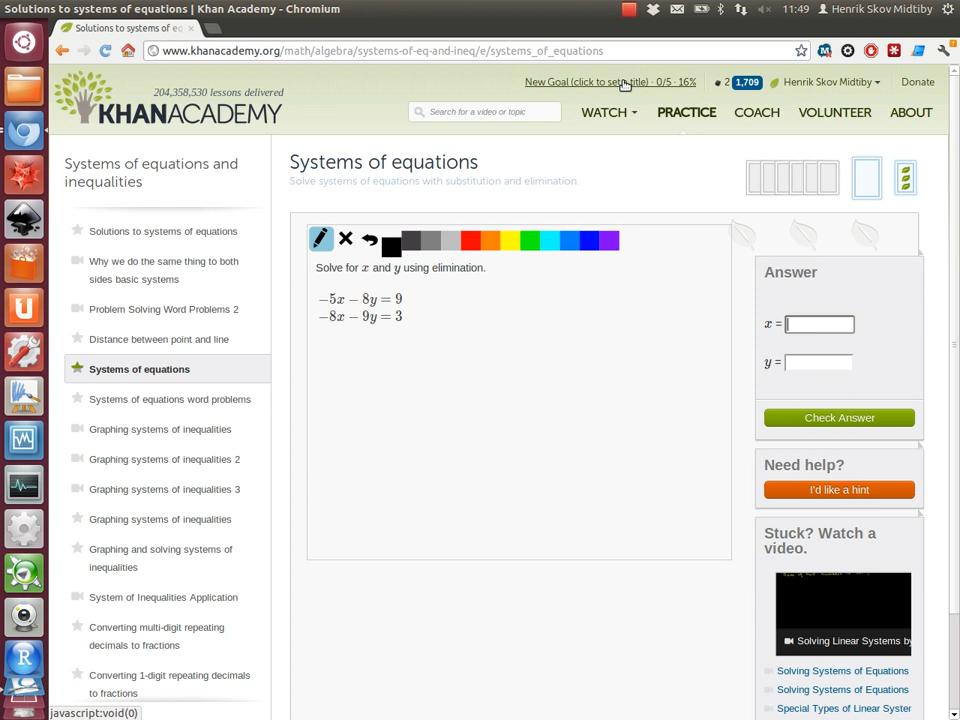 Solutions to systems of equations | Khan Academy - Chromium
11:49 Henrik Skov Midtiby
Solutions to systems of eq
www.khanacademy.org/math/algebra/systems-of-eq-and-ineq/e/systems_of_equations
204,358,530 lessons delivered
KHANACADEMY
New Goal (click to set title) · 0/5 · 16%
2 1,709 Henrik Skov Midtiby Donate
Search for a video or topic
WATCH PRACTICE COACH VOLUNTEER ABOUT
Systems of equations and
inequalities
Solutions to systems of equations
Why we do the same thing to both
sides basic systems
Problem Solving Word Problems 2
Distance between point and line
Systems of equations
Systems of equations word problems
Graphing systems of inequalities
Graphing systems of inequalities 2
Graphing systems of inequalities 3
Graphing systems of inequalities
Graphing and solving systems of
inequalities
System of Inequalities Application
Converting multi-digit repeating
decimals to fractions
Converting 1-digit repeating decimals
to fractions
javascript:void(0)
Systems of equations
Solve systems of equations with substitution and elimination.
Solve for x and y using elimination.
−5x − 8y = 9
−8x − 9y = 3
Answer
x =
y =
Check Answer
Need help?
I'd like a hint
Stuck? Watch a
video.
Solving Linear Systems by
Solving Systems of Equations
Solving Systems of Equations
Special Types of Linear Syster